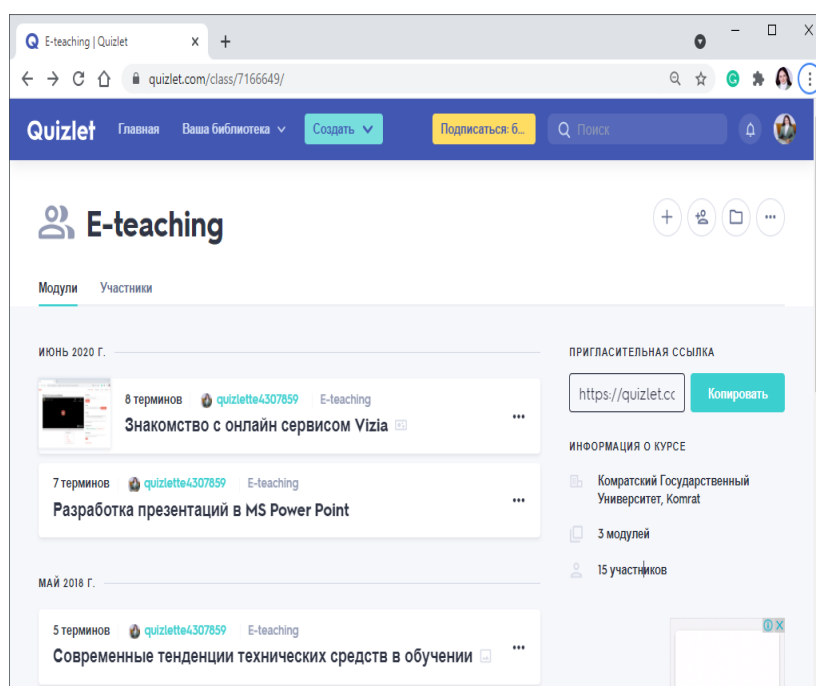 E-teaching | Quizlet
quizlet.com/class/7166649/
Quizlet Главная Ваша библиотека Создать Подписаться: б... Поиск
E-teaching
Модули Участники
ИЮНЬ 2020 Г.
8 терминов quizlette4307859 E-teaching
Знакомство с онлайн сервисом Vizia
7 терминов quizlette4307859 E-teaching
Разработка презентаций в MS Power Point
МАЙ 2018 Г.
5 терминов quizlette4307859 E-teaching
Современные тенденции технических средств в обучении
ПРИГЛАСИТЕЛЬНАЯ ССЫЛКА
https://quizlet.cc Копировать
ИНФОРМАЦИЯ О КУРСЕ
Комратский Государственный
Университет, Komrat
3 модулей
15 участников